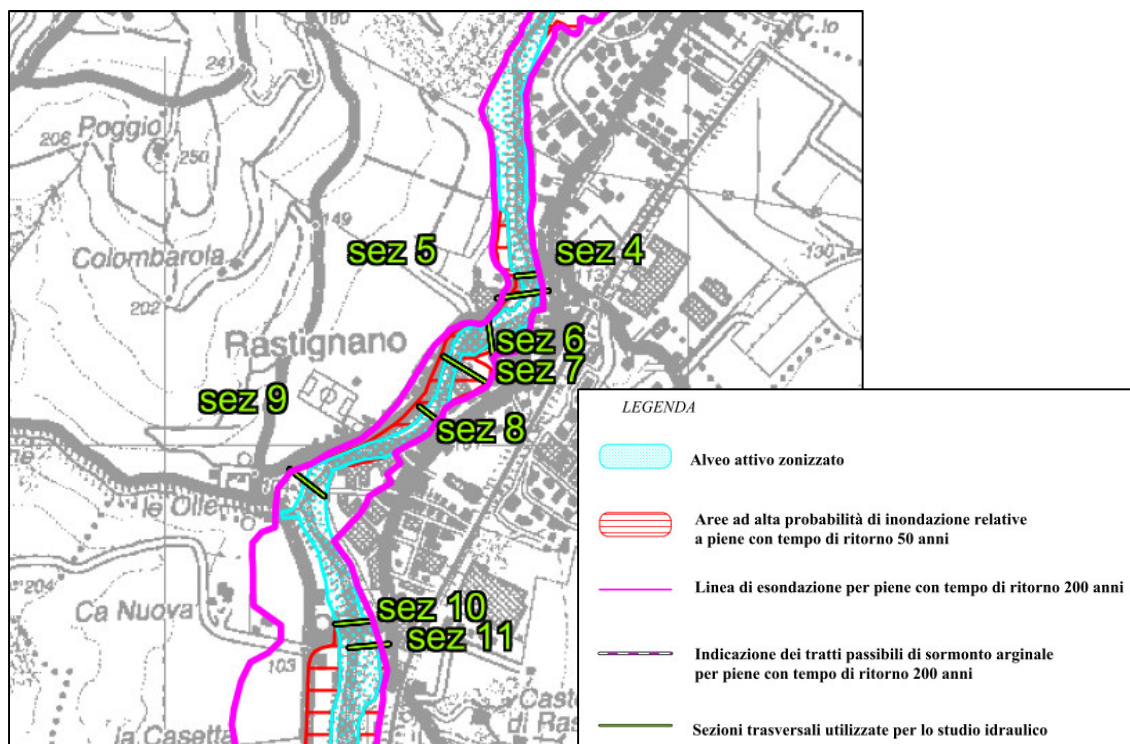 180
C.lo
241
Poggio
206
250
149
Colombarola
sez 5
sez 4
113
130
202
Rastignano
sez 6
sez 7
sez 9
sez 8
le Olle
204
Ca Nuova
sez 10
sez 11
103
la Casetta
di Ras
LEGENDA
Alveo attivo zonizzato
Aree ad alta probabilità di inondazione relative
a piene con tempo di ritorno 50 anni
Linea di esondazione per piene con tempo di ritorno 200 anni
Indicazione dei tratti passibili di sormonto arginale
per piene con tempo di ritorno 200 anni
Sezioni trasversali utilizzate per lo studio idraulico